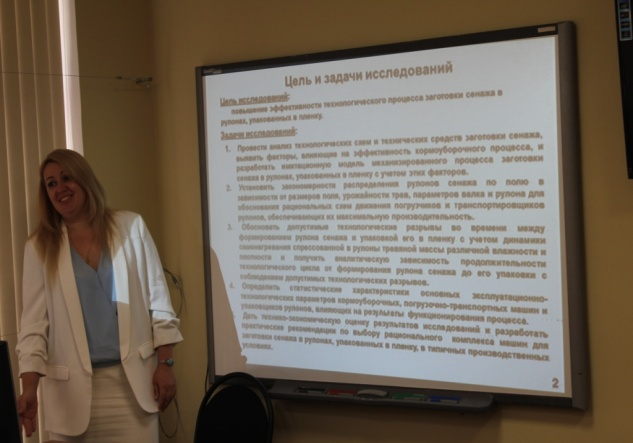 Цель и задачи исследований
Цель исследований:
повышение эффективности технологического процесса заготовки сенажа в
рулонах, упакованных в пленку.
Задачи исследований:
1. Провести анализ технологических схем и технических средств заготовки сенажа,
выявить факторы, влияющие на эффективность кормоуборочного процесса, и
разработать имитационную модель механизированного процесса заготовки
сенажа в рулонах, упакованных в пленку с учетом этих факторов.
2. Установить закономерности распределения рулонов сенажа по полю в
зависимости от размеров поля, урожайности трав, параметров валка и рулона для
обоснования рациональных схем движения погрузчиков и транспортировщиков
рулонов, обеспечивающих их максимальную производительность.
3. Обосновать допустимые технологические разрывы во времени между
формированием рулона сенажа и упаковкой его в пленку с учетом динамики
самонагревания спрессованной в рулоны травяной массы различной влажности и
плотности и получить аналитическую зависимость продолжительности
технологического цикла от формирования рулона сенажа до его упаковки с
соблюдением допустимых технологических разрывов.
4. Определить статистические характеристики основных эксплуатационно-
технологических параметров кормоуборочных, погрузочно-транспортных машин и
упаковщиков рулонов, влияющих на результаты функционирования процесса.
Дать технико-экономическую оценку результатов исследований и разработать
практические рекомендации по выбору рационального комплекса машин для
заготовки сенажа в рулонах, упакованных в пленку, в типичных производственных
условиях.
2